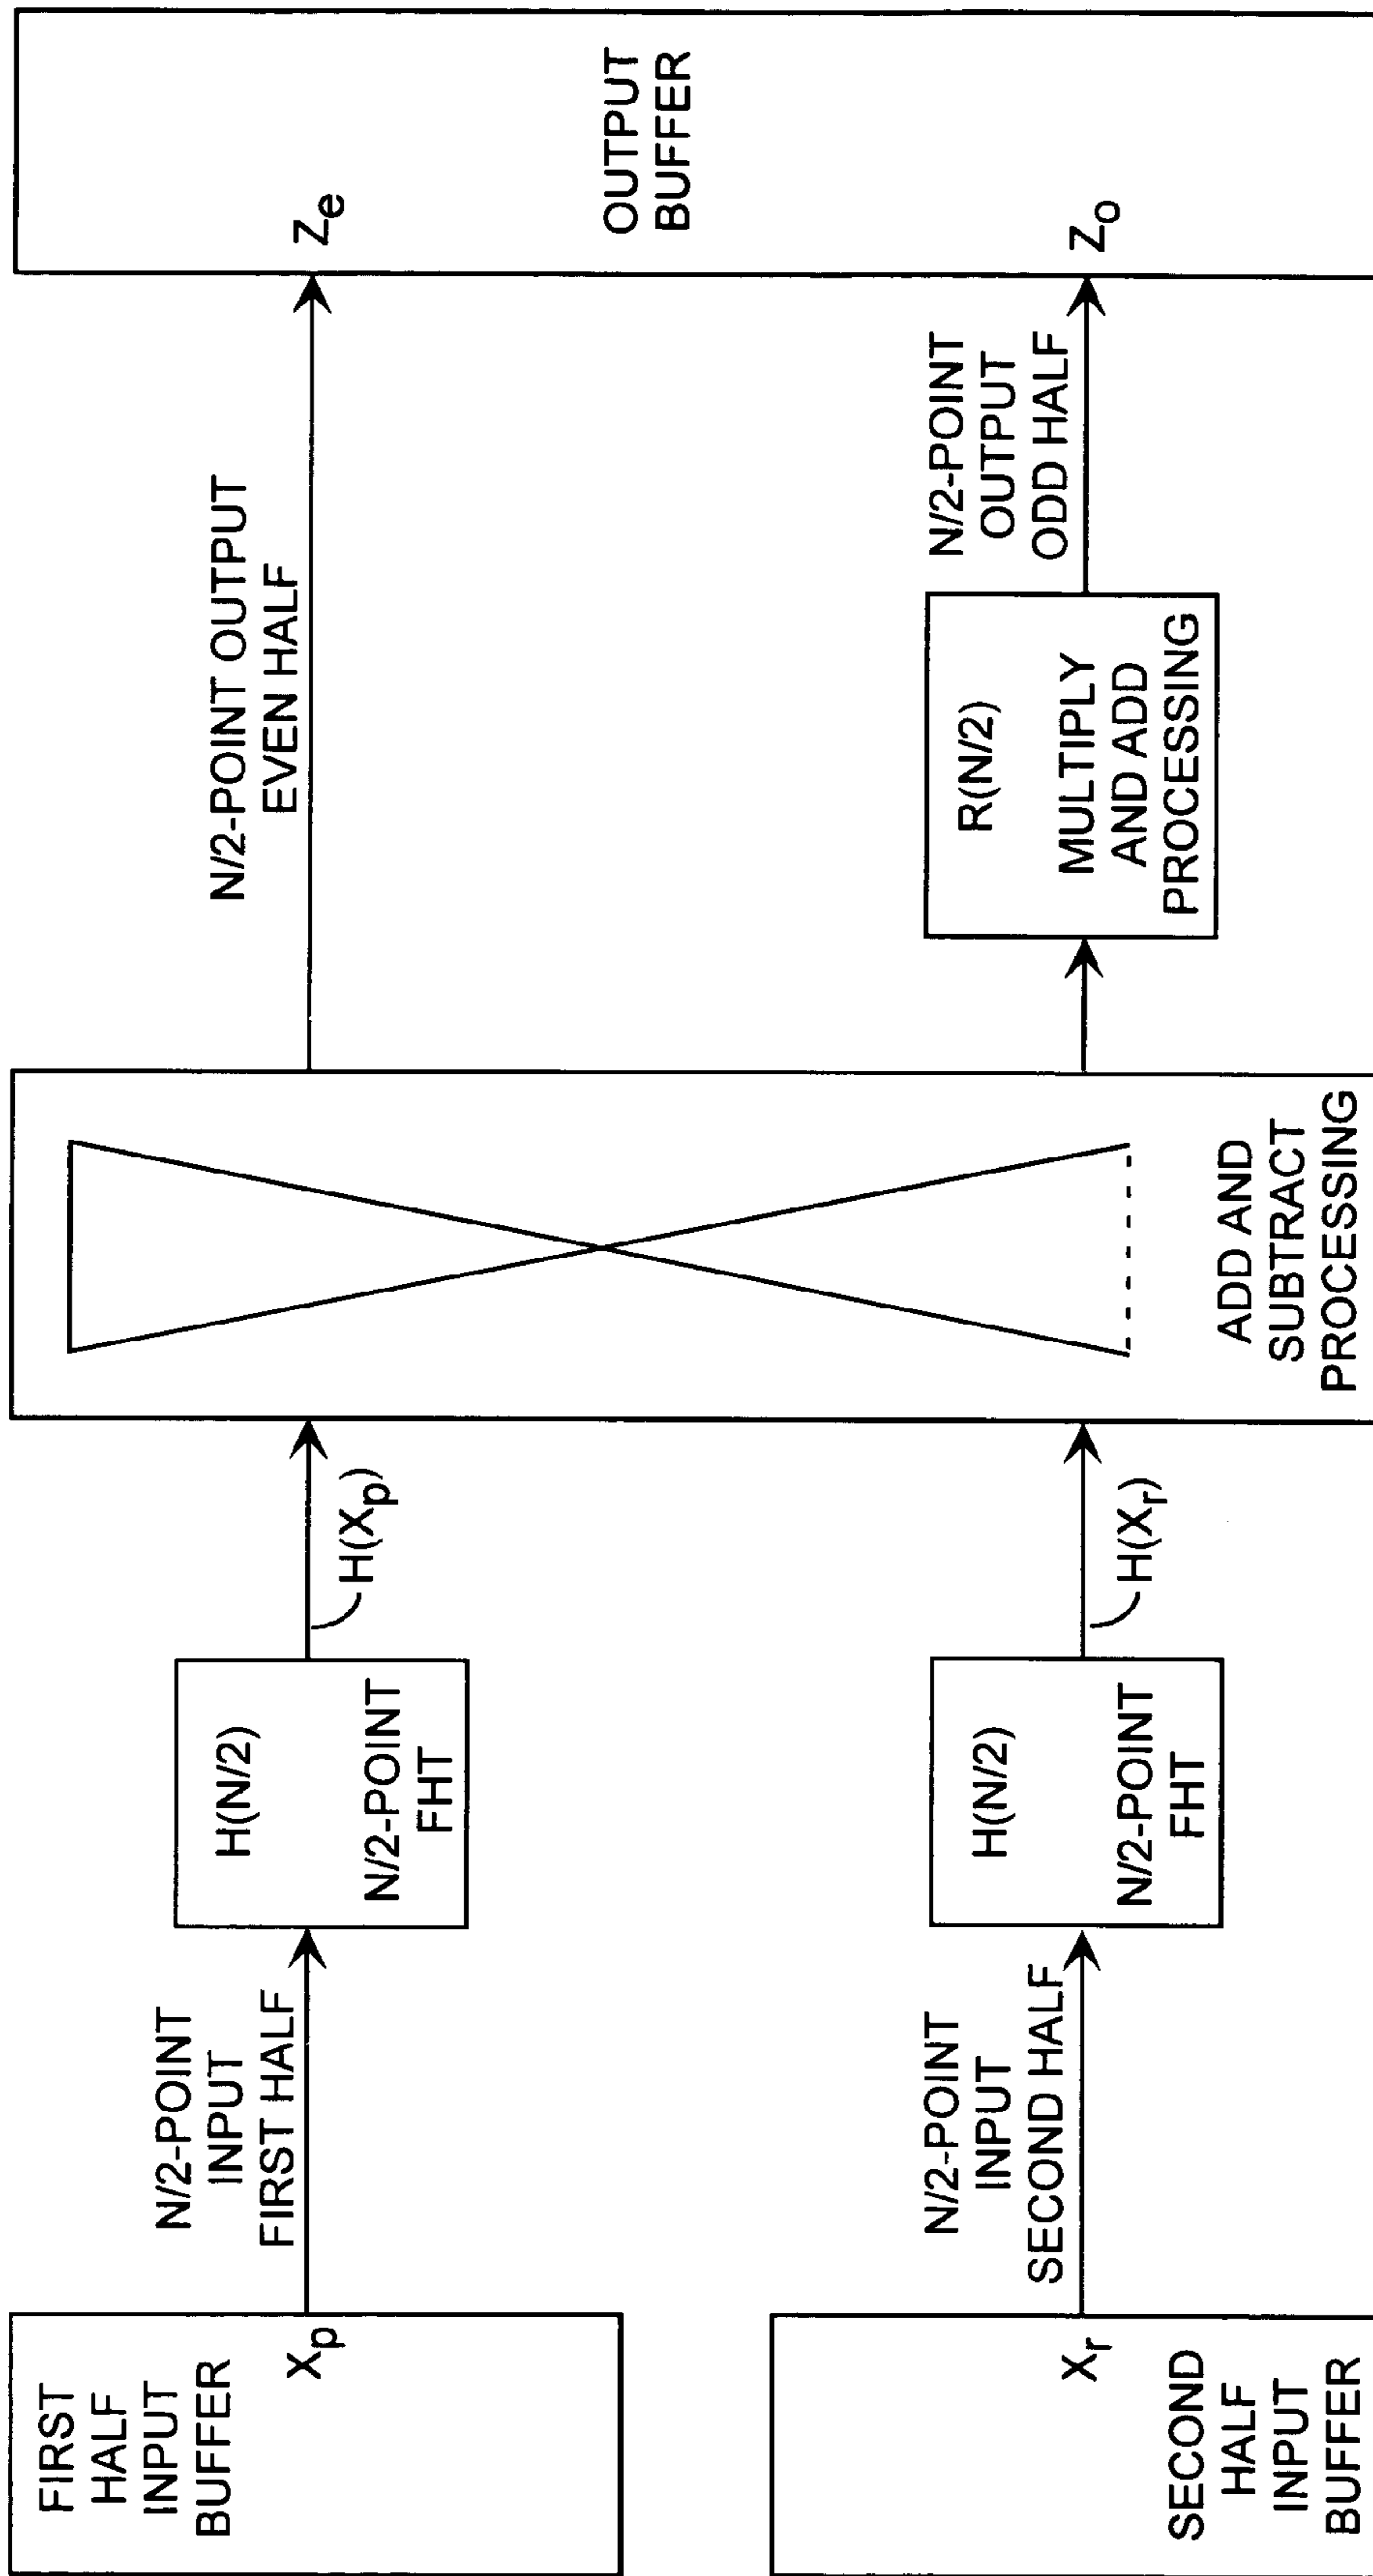 FIRST
HALF
INPUT
BUFFER
Xp
N/2-POINT
INPUT
FIRST HALF
H(N/2)
N/2-POINT
FHT
H(Xp)
N/2-POINT OUTPUT
EVEN HALF
Ze
OUTPUT
BUFFER
SECOND
HALF
INPUT
BUFFER
Xr
N/2-POINT
INPUT
SECOND HALF
H(N/2)
N/2-POINT
FHT
H(Xr)
ADD AND
SUBTRACT
PROCESSING
R(N/2)
MULTIPLY
AND ADD
PROCESSING
N/2-POINT
OUTPUT
ODD HALF
Zo